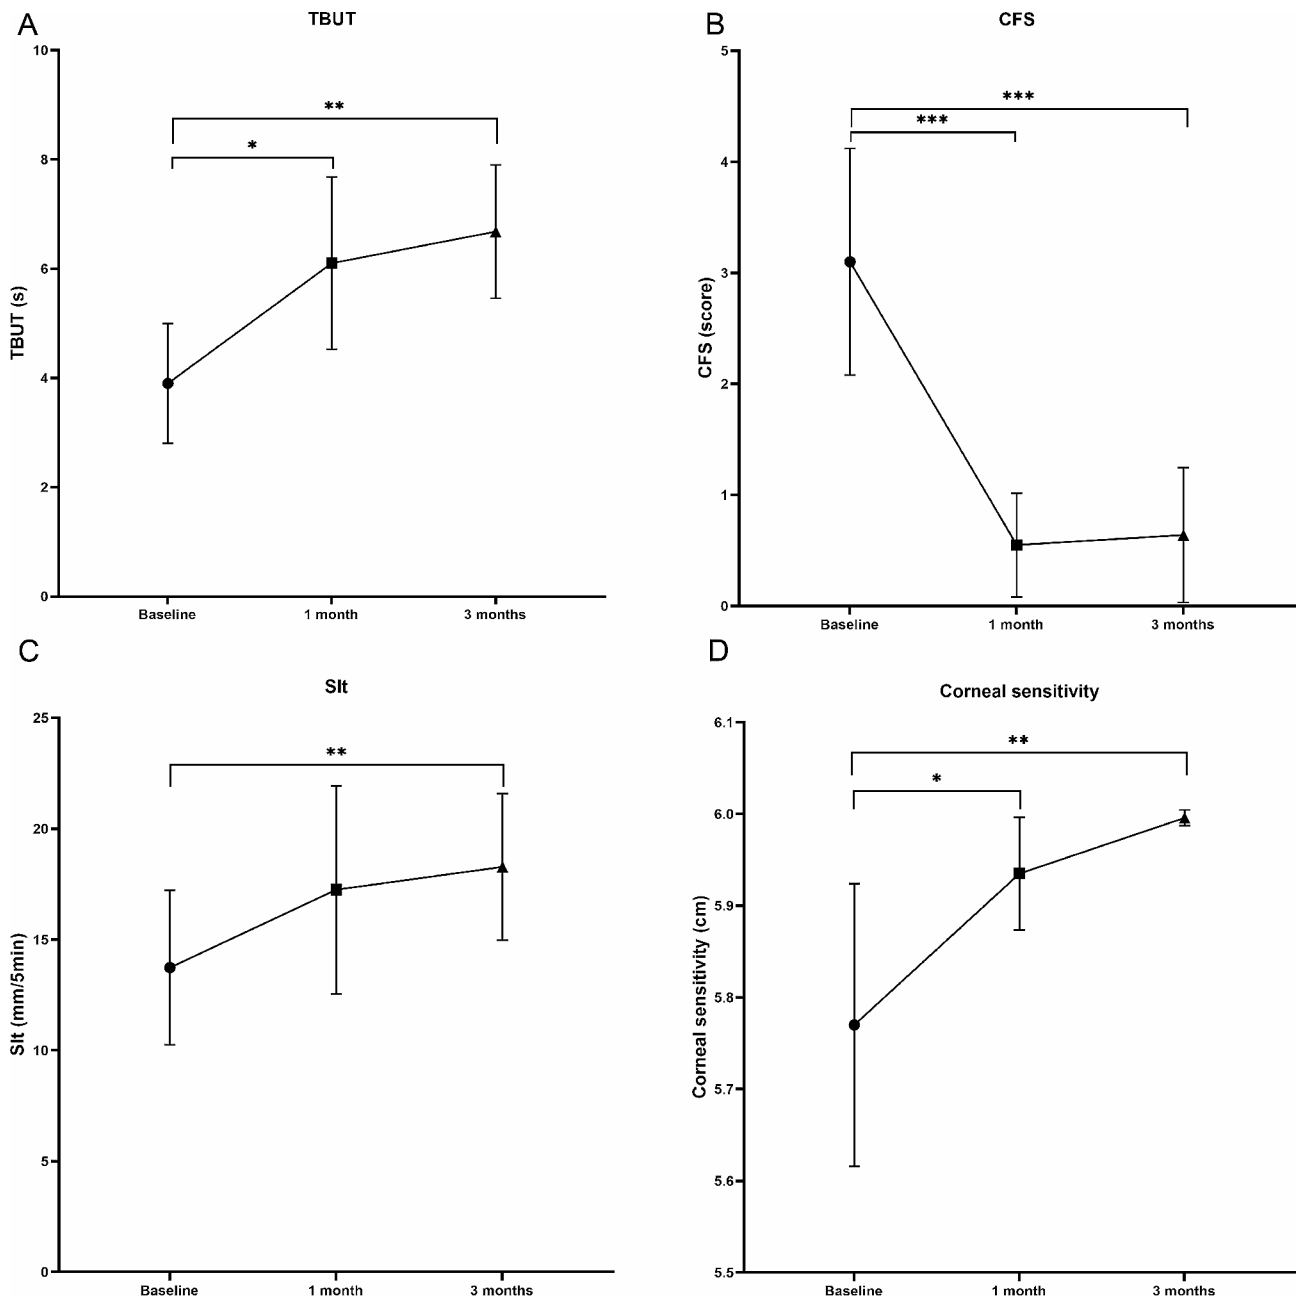 A
TBUT
TBUT (s)
10
8
6
4
2
0
**
*
Baseline
1 month
3 months
B
CFS
CFS (score)
5
4
3
2
1
0
***
***
Baseline
1 month
3 months
C
SIt
SIt (mm/5min)
25
20
15
10
5
0
**
Baseline
1 month
3 months
D
Corneal sensitivity
Corneal sensitivity (cm)
6.1
6.0
5.9
5.8
5.7
5.6
5.5
**
*
Baseline
1 month
3 months